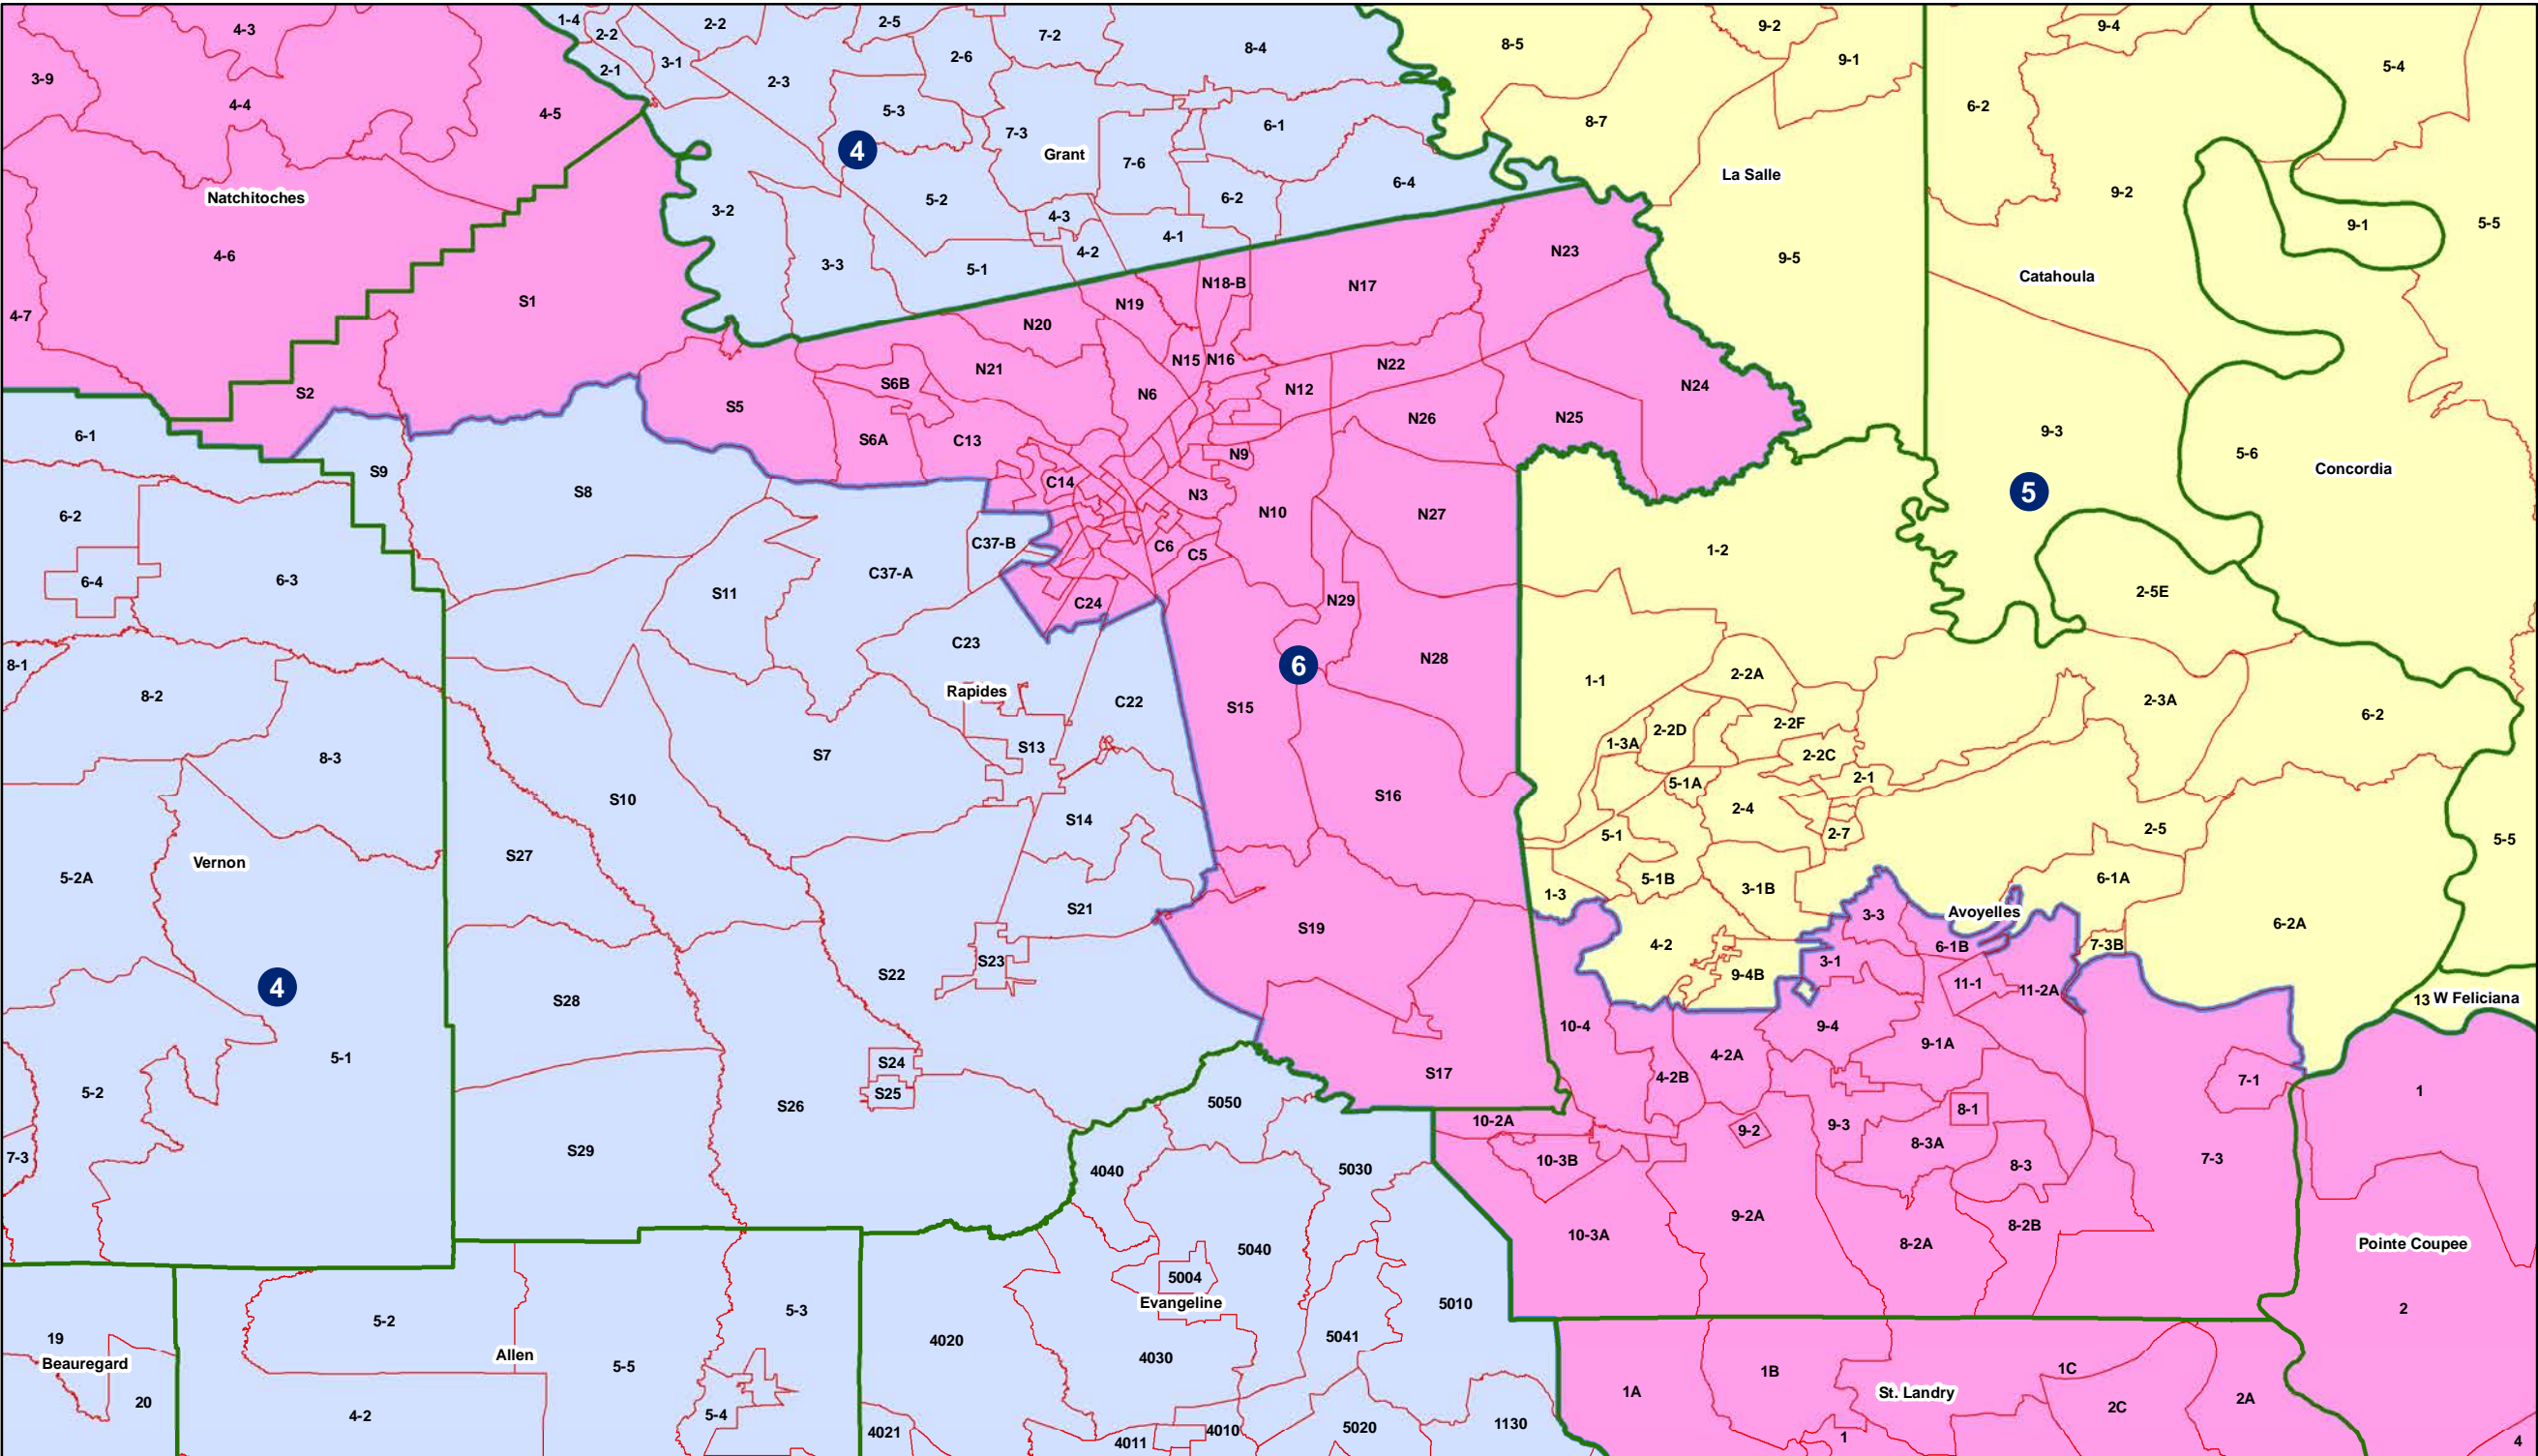 4-3
1-4
2-2
2-2
2-5
7-2
8-4
8-5
9-2
9-4
3-9
2-1
3-1
2-3
2-6
9-1
5-4
4-4
4-5
5-3
7-3
6-1
8-7
6-2
4
Grant
7-6
La Salle
Natchitoches
3-2
5-2
4-3
6-2
6-4
9-2
9-1
5-5
4-6
3-3
5-1
4-2
4-1
N23
9-5
Catahoula
4-7
S1
N20
N19
N18-B
N17
N21
N15
N16
N22
S2
S5
S6B
N6
N12
N24
6-1
S6A
C13
N26
N25
9-3
5-6
Concordia
S9
S8
C14
N9
N3
N10
N27
5
6-2
C37-B
C6
C5
1-2
6-4
6-3
S11
C37-A
C24
N29
2-5E
8-1
8-2
C23
Rapides
C22
6
N28
1-1
2-2A
2-3A
6-2
S15
8-3
S7
S13
1-3A
2-2D
2-2F
2-2C
S10
S14
S16
5-1A
2-4
2-1
2-7
2-5
5-5
Vernon
S27
5-1
5-2A
S21
1-3
5-1B
3-1B
6-1A
S19
3-3
Avoyelles
6-2A
4
S22
S23
4-2
9-4B
3-1
6-1B
7-3B
S28
11-1
11-2A
13
W Feliciana
5-1
10-4
9-4
9-1A
5-2
S24
S25
S26
5050
S17
4-2B
4-2A
7-1
1
7-3
S29
4040
5030
10-2A
10-3B
9-2
9-3
8-1
8-3A
8-3
7-3
5040
5004
Evangeline
10-3A
9-2A
8-2A
8-2B
Pointe Coupee
19
Beauregard
20
5-2
Allen
5-3
5-5
4020
4030
5041
5010
2
4-2
5-4
4021
4011
4010
5020
1130
1A
1B
St. Landry
1C
2C
2A
1
4